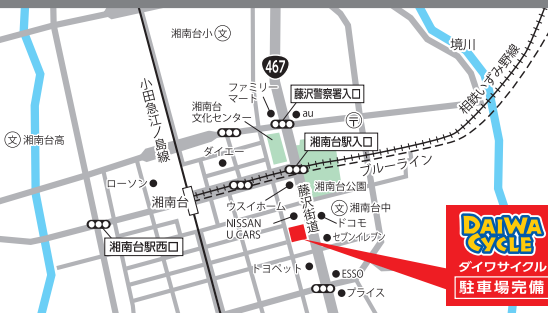 湘南台小
文
境川
467
相鉄いずみ野線
ファミリー
マート
藤沢警察署入口
au
小田急江ノ島線
湘南台
文化センター
〒
文
湘南台高
湘南台駅入口
ダイエー
ブルーライン
ローソン
湘南台
湘南台公園
ウスイホーム
藤沢街道
文
湘南台中
NISSAN
U CARS
ドコモ
セブンイレブン
湘南台駅西口
トヨペット
ESSO
プライス
DAIWA
CYCLE
ダイワサイクル
駐車場完備